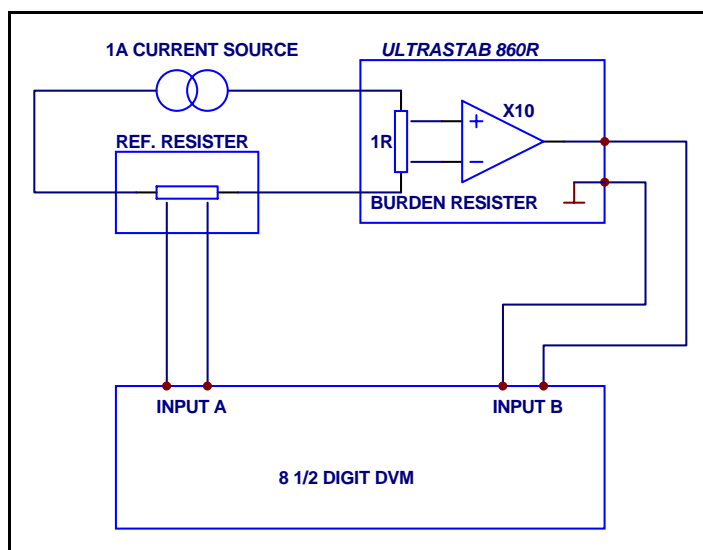 1A CURRENT SOURCE
ULTRASTAB 860R
X10
REF. RESISTER
+
1R
−
BURDEN RESISTER
INPUT A
INPUT B
8 1/2 DIGIT DVM